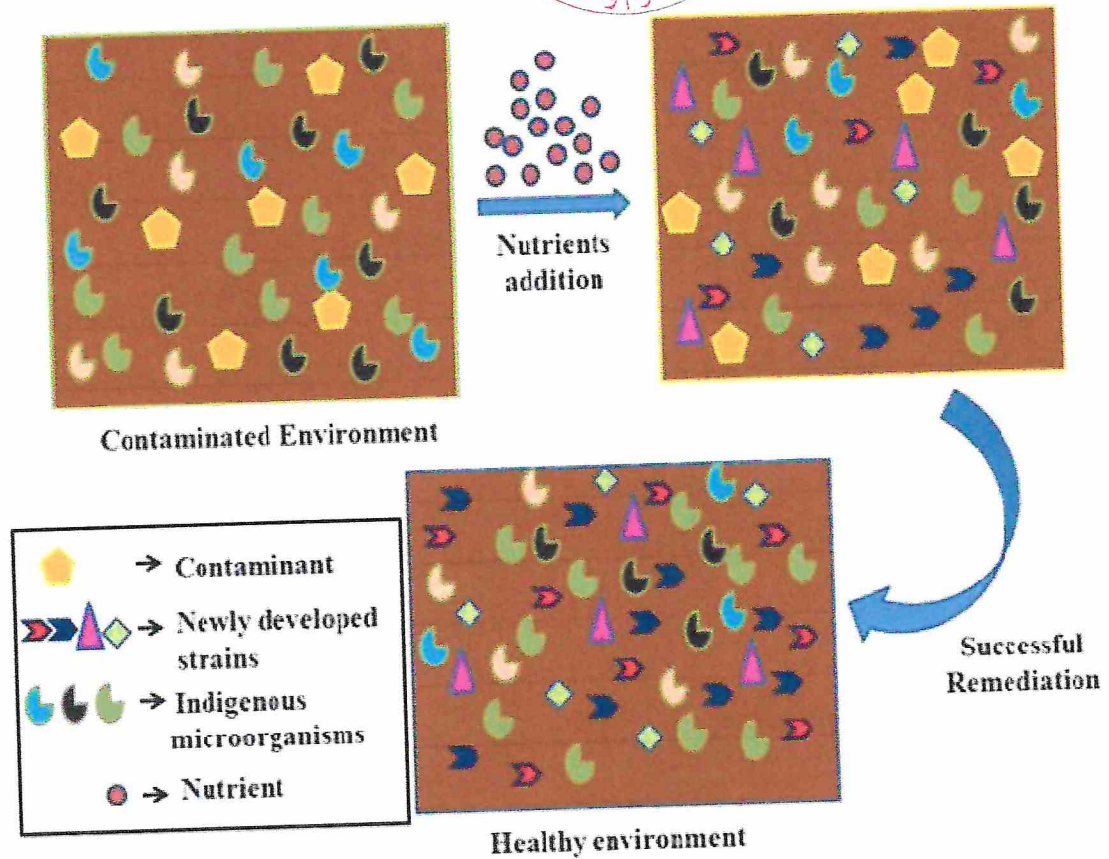 Nutrients
addition
Contaminated Environment
Contaminant
Newly developed
strains
Indigenous
microorganisms
Nutrient
Successful
Remediation
Healthy environment